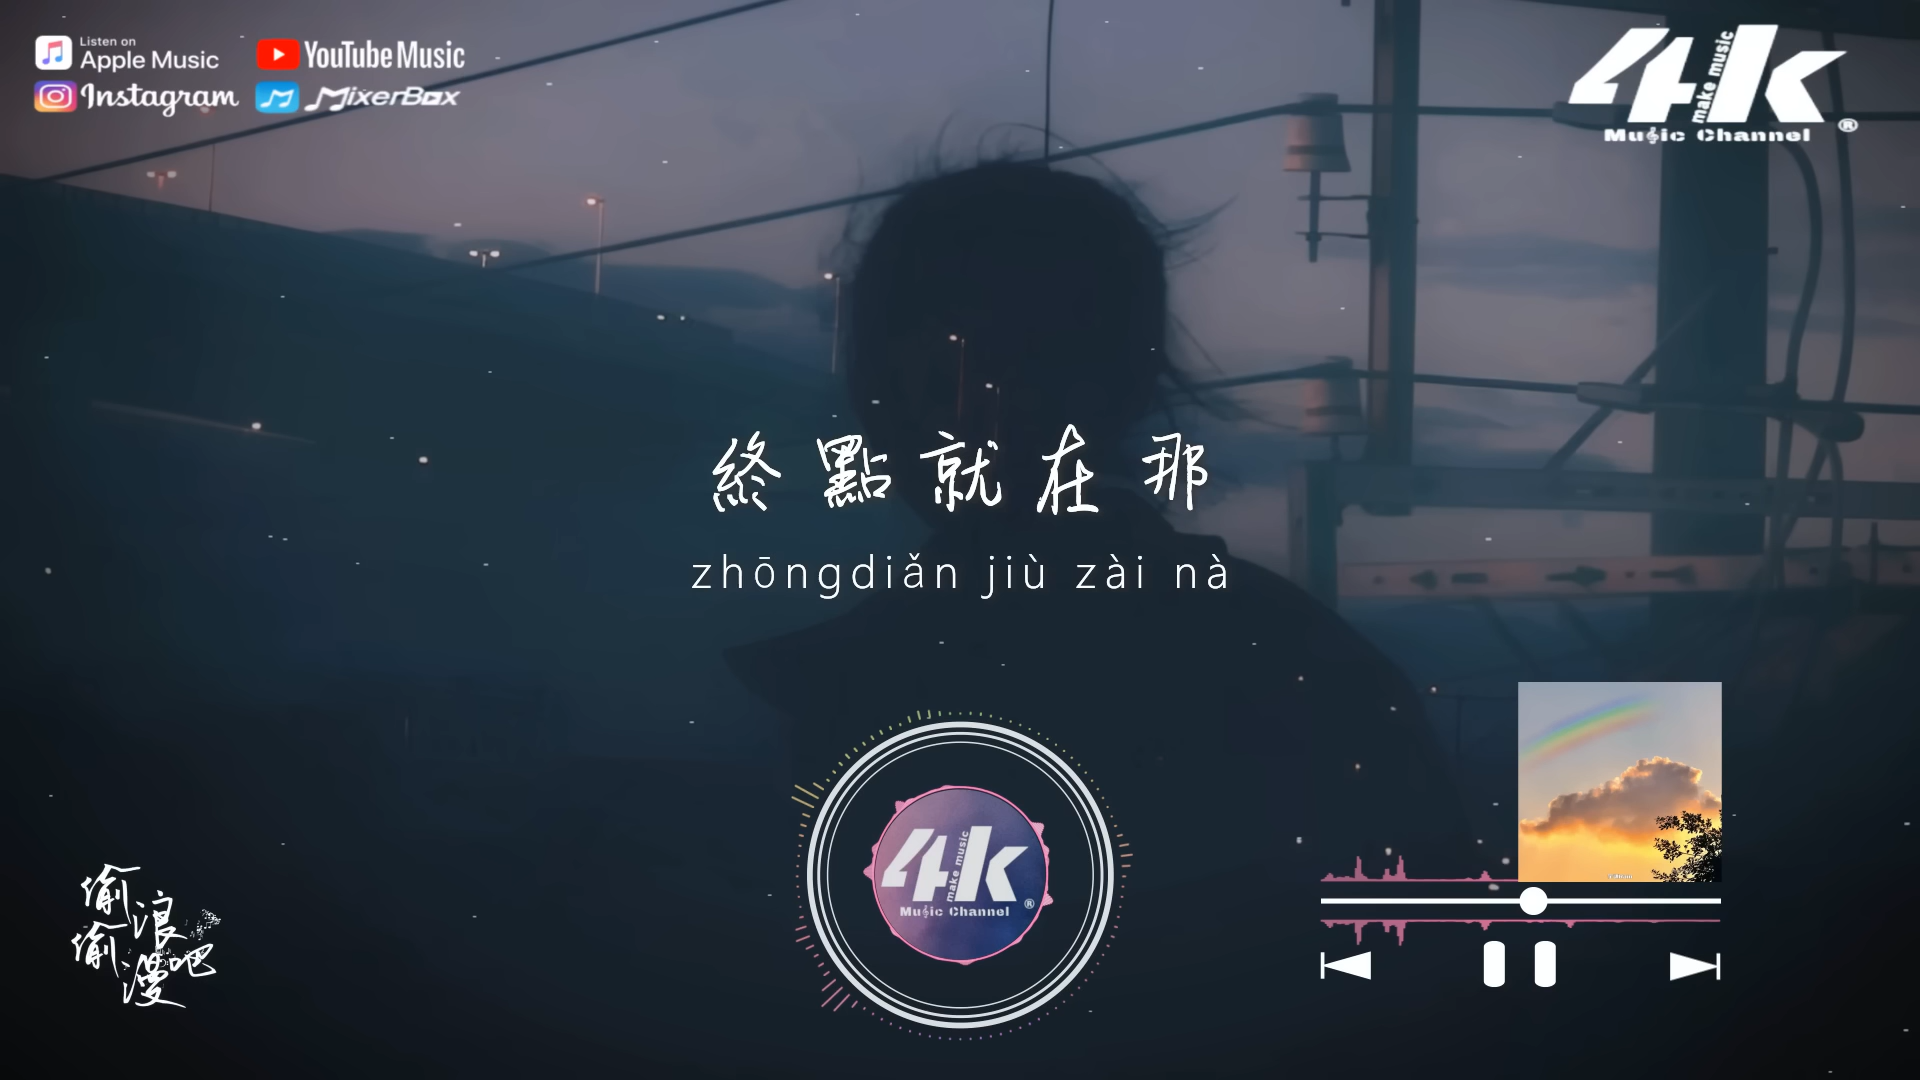 Listen on
Apple Music
YouTube Music
Instagram
MixerBox
4k
make music
Music Channel
®
終點就在那
zhōngdiǎn jiù zài nà
4k
make music
Music Channel
®
偷浪
偷漫吧